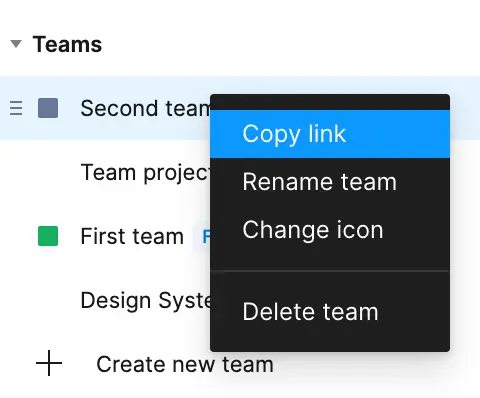 Teams
Second team
Copy link
Team project
Rename team
First team
Change icon
Design Syste
Delete team
Create new team